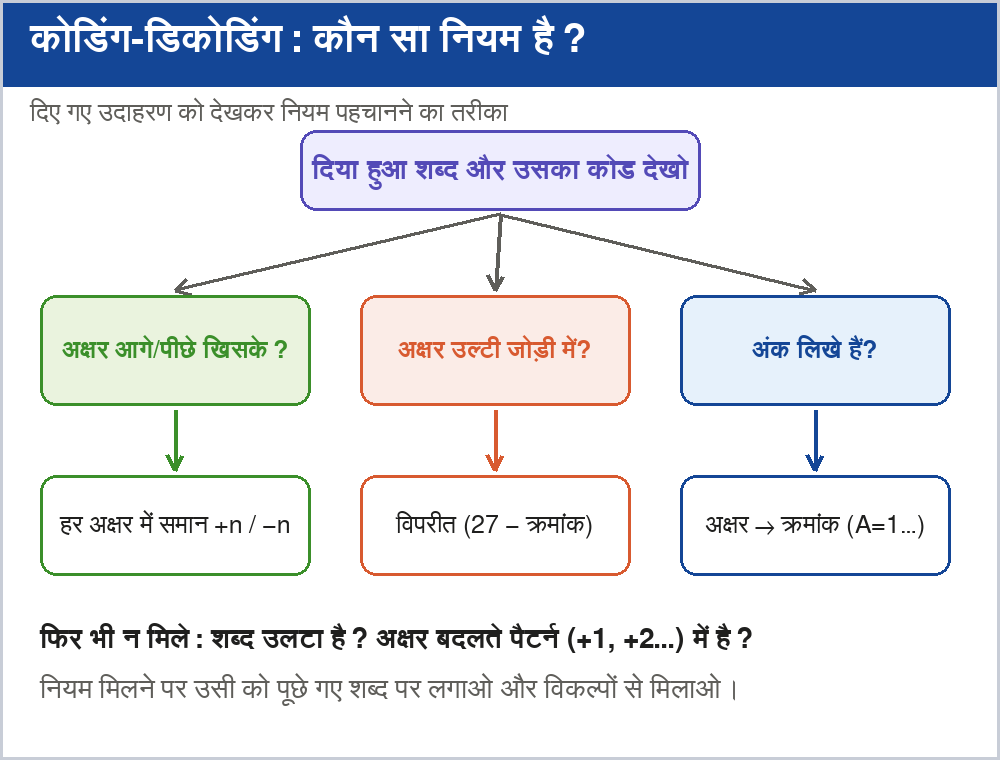 कोडिंग-डिकोडिंग : कौन सा नियम है ?
दिए गए उदाहरण को देखकर नियम पहचानने का तरीका
दिया हुआ शब्द और उसका कोड देखो
अक्षर आगे/पीछे खिसके ?
अक्षर उल्टी जोड़ी में?
अंक लिखे हैं?
हर अक्षर में समान +n / −n
विपरीत (27 − क्रमांक)
अक्षर → क्रमांक (A=1...)
फिर भी न मिले : शब्द उलटा है ? अक्षर बदलते पैटर्न (+1, +2...) में है ?
नियम मिलने पर उसी को पूछे गए शब्द पर लगाओ और विकल्पों से मिलाओ ।